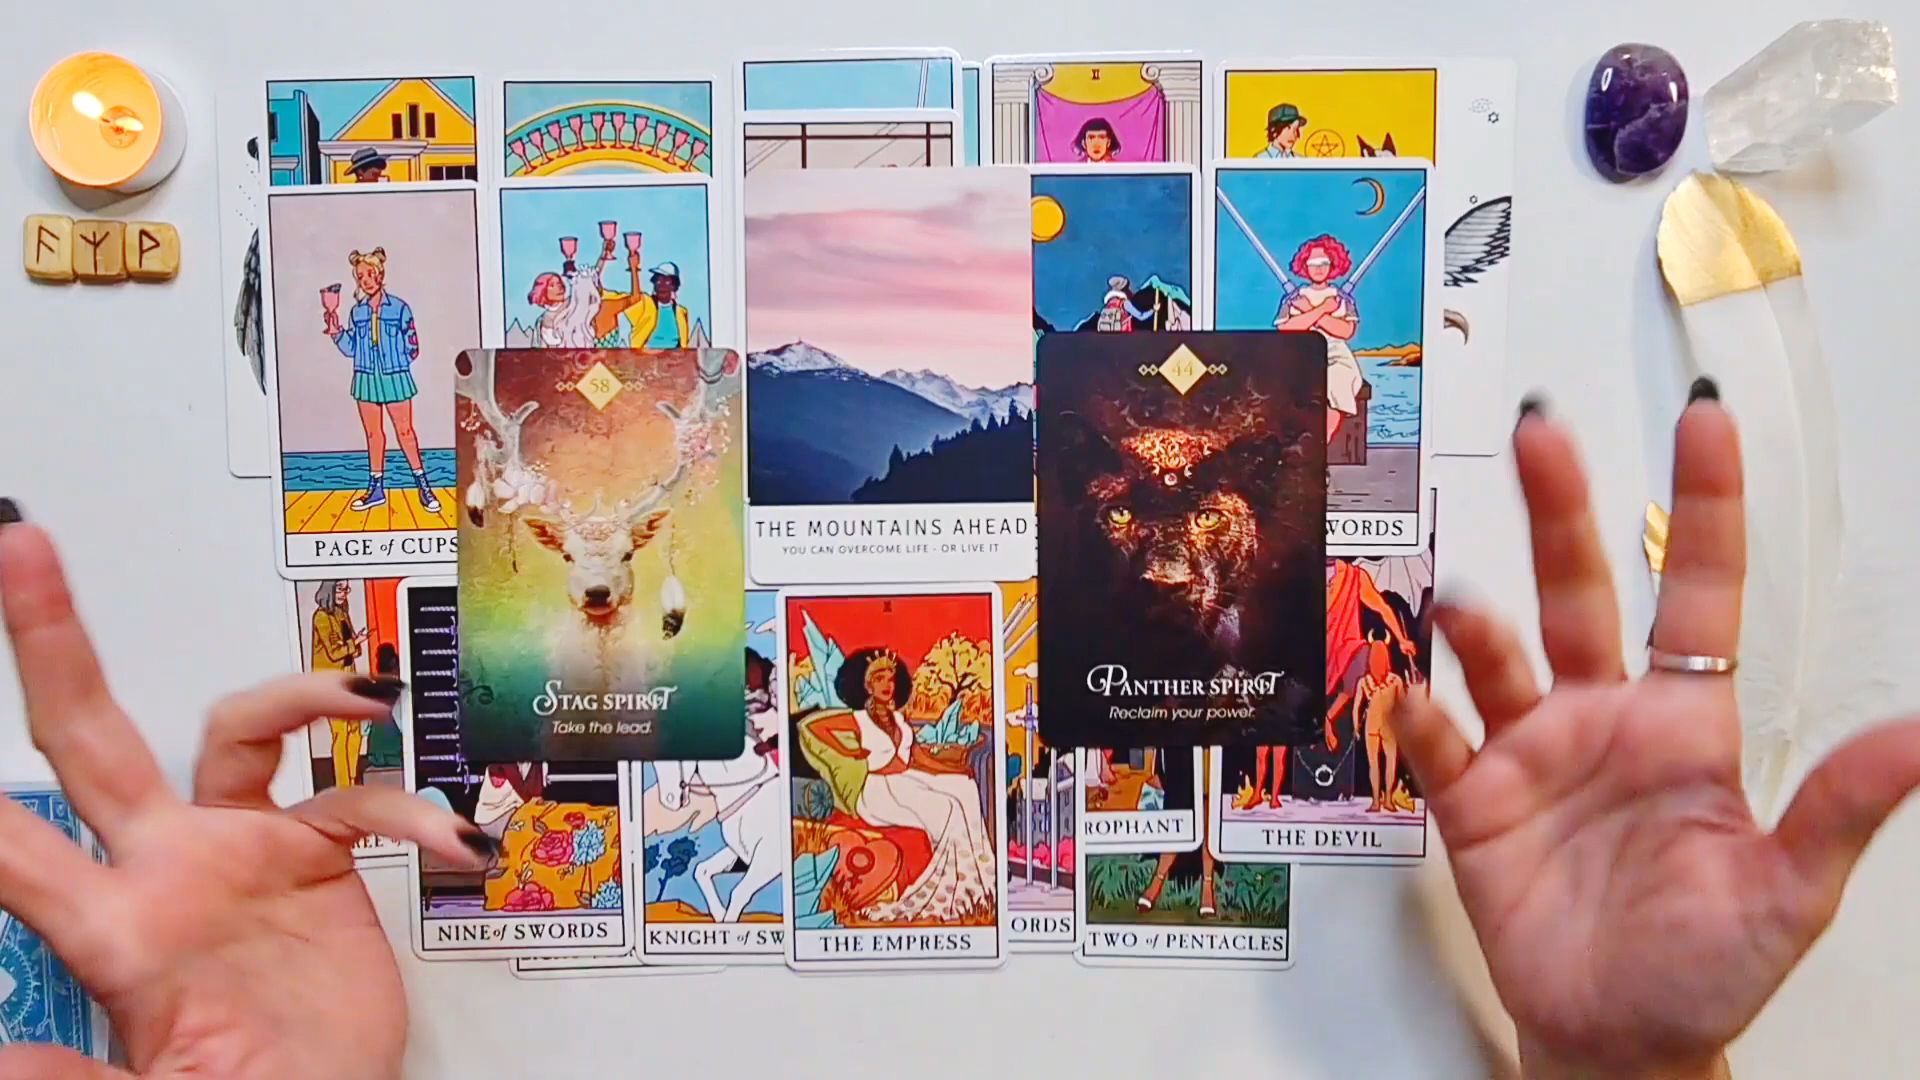 II
PAGE of CUPS
58
STAG SPIRIT
Take the lead.
THE MOUNTAINS AHEAD
YOU CAN OVERCOME LIFE - OR LIVE IT
44
PANTHER SPIRIT
Reclaim your power.
WORDS
NINE of SWORDS
KNIGHT of SW
THE EMPRESS
ORDS
ROPHANT
TWO of PENTACLES
THE DEVIL